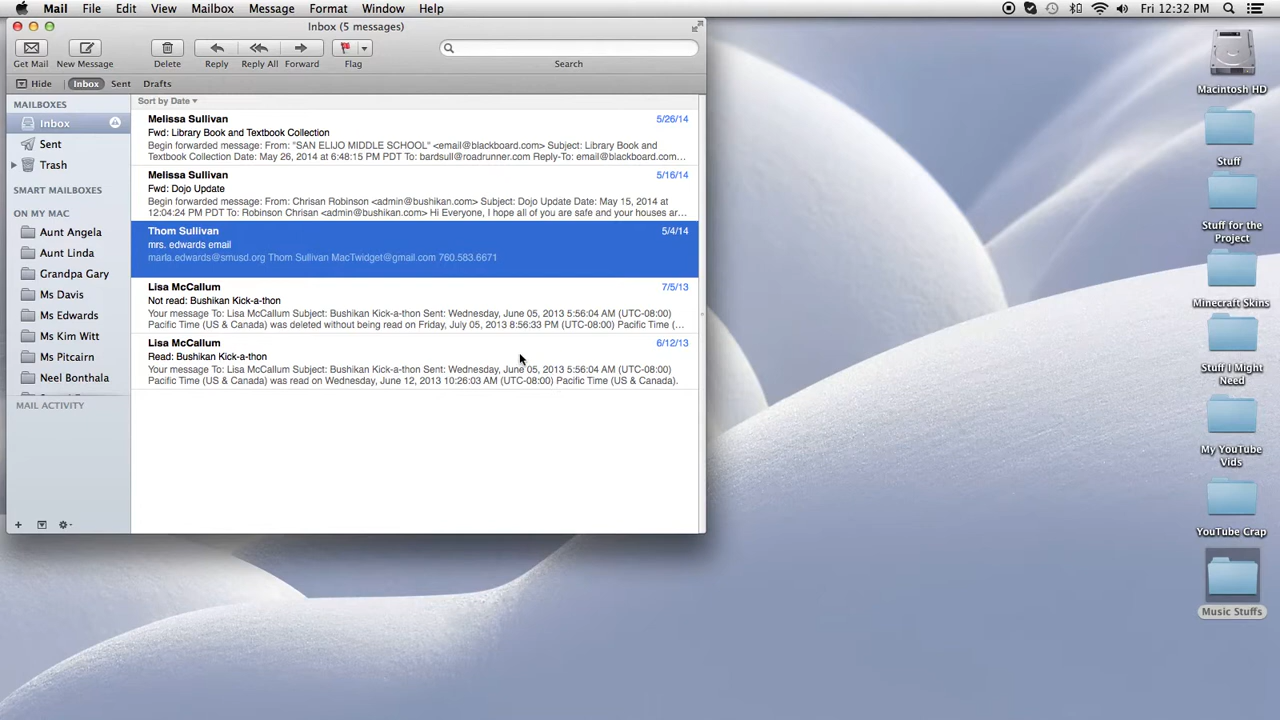 Mail File Edit View Mailbox Message Format Window Help
Fri 12:32 PM
Inbox (5 messages)
Get Mail New Message Delete Reply Reply All Forward Flag Search
Hide Inbox Sent Drafts
MAILBOXES
Inbox
Sent
Trash
SMART MAILBOXES
ON MY MAC
Aunt Angela
Aunt Linda
Grandpa Gary
Ms Davis
Ms Edwards
Ms Kim Witt
Ms Pitcairn
Neel Bonthala
MAIL ACTIVITY
Sort by Date
Melissa Sullivan 5/26/14
Fwd: Library Book and Textbook Collection
Begin forwarded message: From: "SAN ELIJO MIDDLE SCHOOL" <email@blackboard.com> Subject: Library Book and
Textbook Collection Date: May 26, 2014 at 6:48:15 PM PDT To: bardsull@roadrunner.com Reply-To: email@blackboard.com...
Melissa Sullivan 5/16/14
Fwd: Dojo Update
Begin forwarded message: From: Chrisan Robinson <admin@bushikan.com> Subject: Dojo Update Date: May 15, 2014 at
12:04:24 PM PDT To: Robinson Chrisan <admin@bushikan.com> Hi Everyone, I hope all of you are safe and your houses ar...
Thom Sullivan 5/4/14
mrs. edwards email
marla.edwards@smusd.org Thom Sullivan MacTwidget@gmail.com 760.583.6671
Lisa McCallum 7/5/13
Not read: Bushikan Kick-a-thon
Your message To: Lisa McCallum Subject: Bushikan Kick-a-thon Sent: Wednesday, June 05, 2013 5:56:04 AM (UTC-08:00)
Pacific Time (US & Canada) was deleted without being read on Friday, July 05, 2013 8:56:33 PM (UTC-08:00) Pacific Time (...
Lisa McCallum 6/12/13
Read: Bushikan Kick-a-thon
Your message To: Lisa McCallum Subject: Bushikan Kick-a-thon Sent: Wednesday, June 05, 2013 5:56:04 AM (UTC-08:00)
Pacific Time (US & Canada) was read on Wednesday, June 12, 2013 10:26:03 AM (UTC-08:00) Pacific Time (US & Canada).
Macintosh HD
Stuff
Stuff for the
Project
Minecraft Skins
Stuff I Might
Need
My YouTube
Vids
YouTube Crap
Music Stuffs